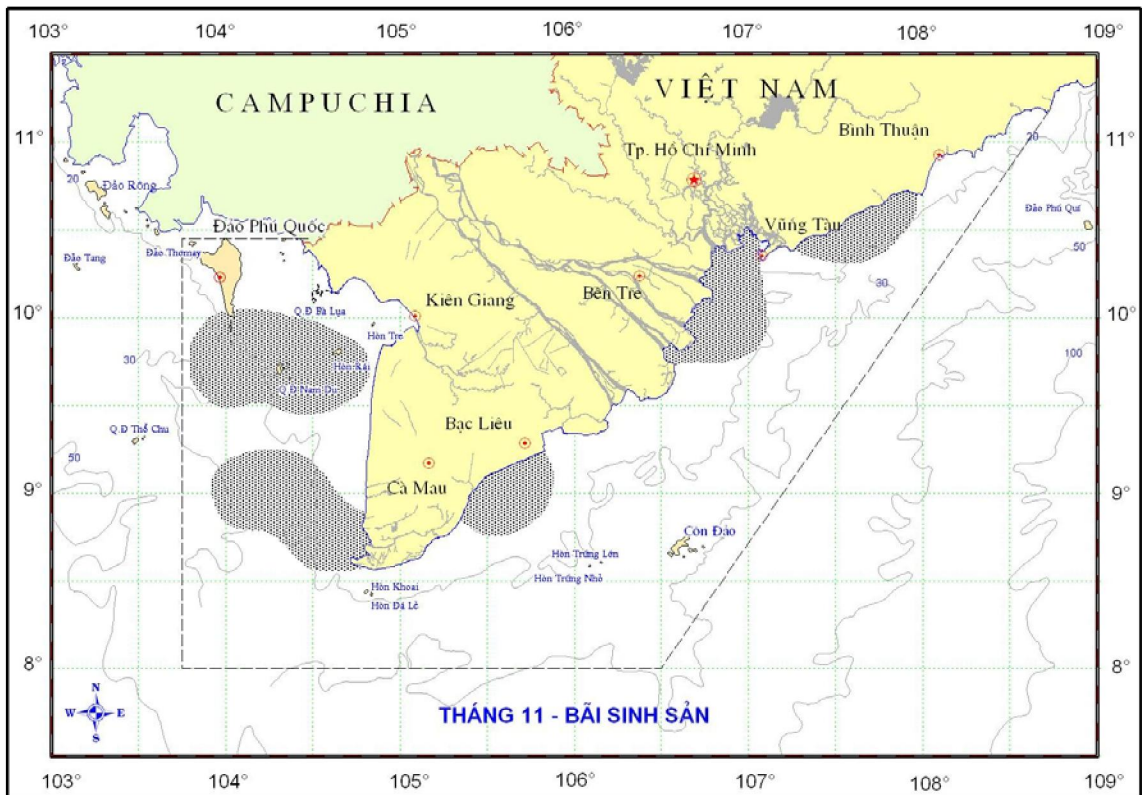 103° 104° 105° 106° 107° 108° 109°
CAMPUCHIA
VIỆT NAM
Bình Thuận
11° 11°
Tp. Hồ Chí Minh
20
20
Đảo Rồng
Đảo Phú Quốc
Vũng Tàu
Đảo Phú Quí
50
Đảo Thomay
Đảo Tang
30
Kiên Giang
Bến Tre
Q.Đ Bà Lụa
10° 10°
Hòn Tre
100
30
Hòn Rái
Q.Đ Nam Du
Bạc Liêu
Q.Đ Thổ Chu
50
9° 9°
Cà Mau
Côn Đảo
Hòn Trứng Lớn
Hòn Trứng Nhỏ
Hòn Khoai
Hòn Đá Lẻ
8° 8°
N
W E
S
THÁNG 11 - BÃI SINH SẢN
103° 104° 105° 106° 107° 108° 109°